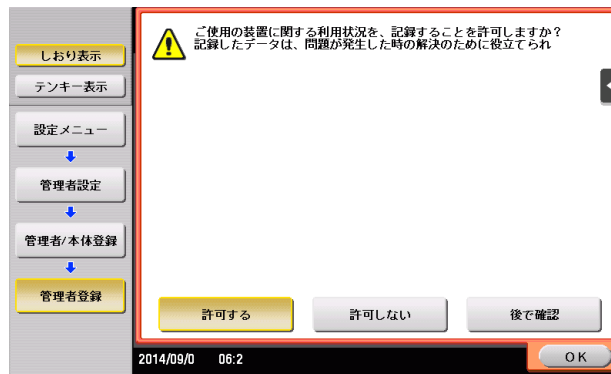 ご使用の装置に関する利用状況を、記録することを許可しますか?
記録したデータは、問題が発生した時の解決のために役立てられ
しおり表示
テンキー表示
設定メニュー
管理者設定
管理者/本体登録
管理者登録
許可する
許可しない
後で確認
2014/09/0 06:2
OK